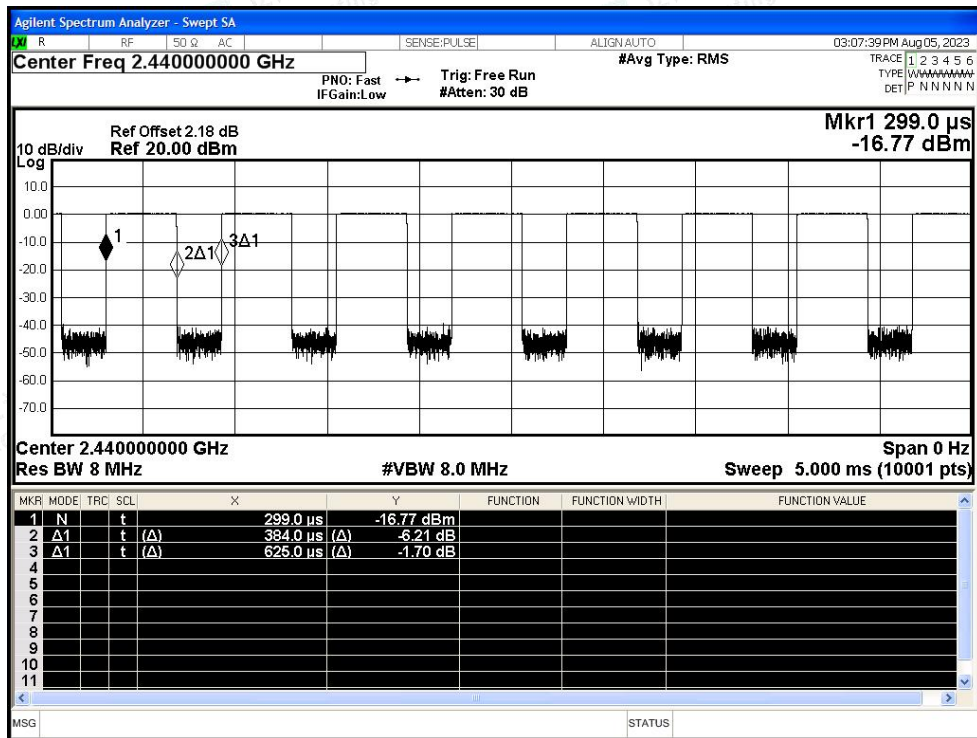 Agilent Spectrum Analyzer - Swept SA
LXI R RF 50 Ω AC SENSE:PULSE ALIGN AUTO 03:07:39 PM Aug 05, 2023
Center Freq 2.440000000 GHz #Avg Type: RMS TRACE 1 2 3 4 5 6
PNO: Fast Trig: Free Run TYPE WWWWWW
IFGain:Low #Atten: 30 dB DET P N N N N N
Mkr1 299.0 µs
Ref Offset 2.18 dB
10 dB/div Ref 20.00 dBm -16.77 dBm
Log
10.0
0.00
1
-10.0
2Δ1 3Δ1
-20.0
-30.0
-40.0
-50.0
-60.0
-70.0
Center 2.440000000 GHz Span 0 Hz
Res BW 8 MHz #VBW 8.0 MHz Sweep 5.000 ms (10001 pts)
MKR MODE TRC SCL X Y FUNCTION FUNCTION WIDTH FUNCTION VALUE
1 N t 299.0 µs -16.77 dBm
2 Δ1 t (Δ) 384.0 µs (Δ) -6.21 dB
3 Δ1 t (Δ) 625.0 µs (Δ) -1.70 dB
4
5
6
7
8
9
10
11
MSG STATUS